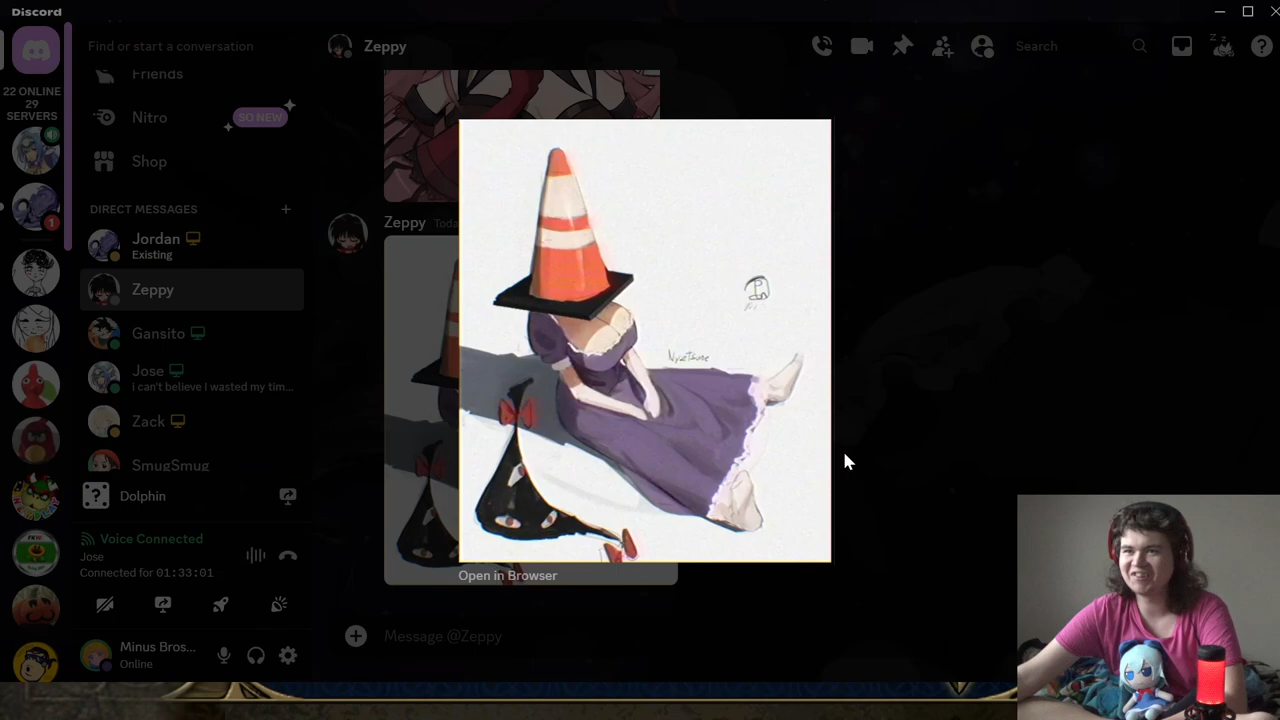 Discord
22 ONLINE
29
SERVERS
1
Find or start a conversation
Friends
Nitro
SO NEW
Shop
DIRECT MESSAGES
Jordan
Existing
Zeppy
Gansito
Jose
i can't believe I wasted my tim...
Zack
SmugSmug
Dolphin
Voice Connected
Jose
Connected for 01:33:01
Minus Bros...
Online
Zeppy
Search
Zeppy Toda
Open in Browser
Message @Zeppy